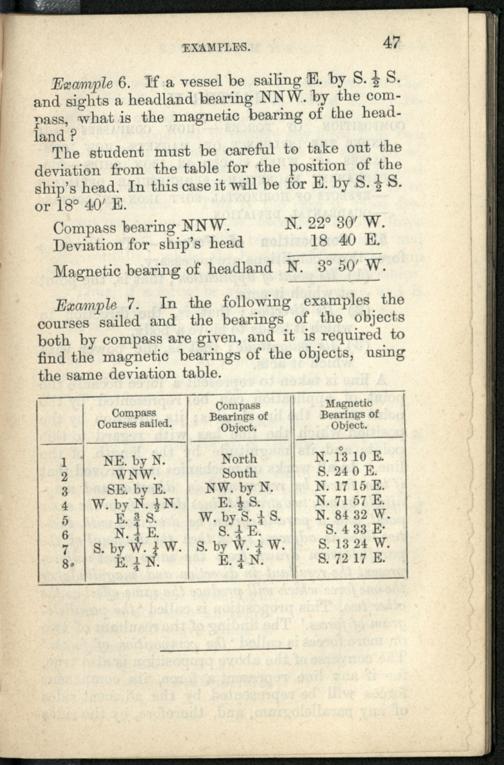 EXAMPLES. 47
Example 6. If a vessel be sailing E. by S. ½ S.
and sights a headland bearing NNW. by the com-
pass, what is the magnetic bearing of the head-
land ?
The student must be careful to take out the
deviation from the table for the position of the
ship's head. In this case it will be for E. by S. ½ S.
or 18° 40′ E.
Compass bearing NNW. N. 22° 30′ W.
Deviation for ship's head 18 40 E.
Magnetic bearing of headland N. 3° 50′ W.
Example 7. In the following examples the
courses sailed and the bearings of the objects
both by compass are given, and it is required to
find the magnetic bearings of the objects, using
the same deviation table.
Compass Courses sailed. Compass Bearings of Object. Magnetic Bearings of Object.
1 NE. by N. North N. 13° 10 E.
2 WNW. South S. 24 0 E.
3 SE. by E. NW. by N. N. 17 15 E.
4 W. by N. ½ N. E. ½ S. N. 71 57 E.
5 E. ¾ S. W. by S. ¼ S. N. 84 32 W.
6 N. ¼ E. S. ¼ E. S. 4 33 E.
7 S. by W. ¼ W. S. by W. ¼ W. S. 13 24 W.
8. E. ¼ N. E. ¼ N. S. 72 17 E.